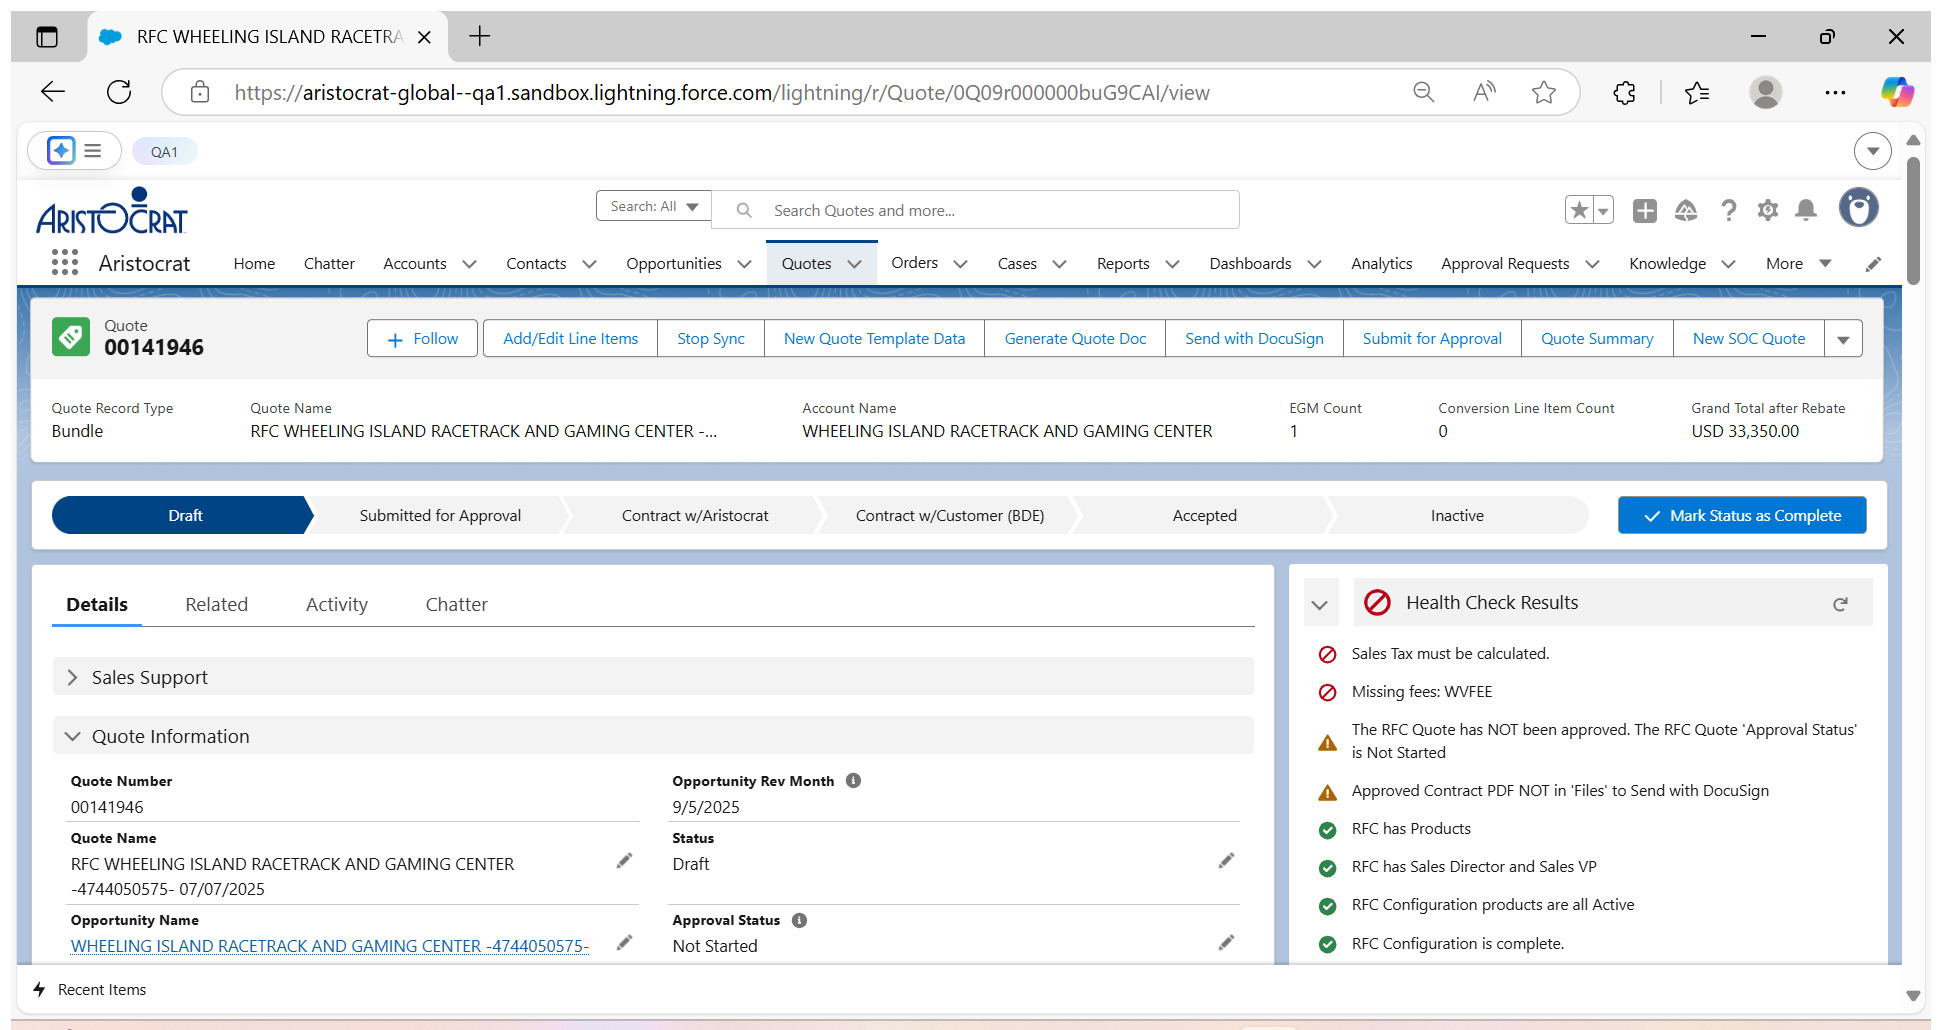 RFC WHEELING ISLAND RACETRA
https://aristocrat-global--qa1.sandbox.lightning.force.com/lightning/r/Quote/0Q09r000000buG9CAI/view
QA1
ARISTOCRAT
Search: All
Search Quotes and more...
Aristocrat
Home
Chatter
Accounts
Contacts
Opportunities
Quotes
Orders
Cases
Reports
Dashboards
Analytics
Approval Requests
Knowledge
More
Quote
00141946
Follow
Add/Edit Line Items
Stop Sync
New Quote Template Data
Generate Quote Doc
Send with DocuSign
Submit for Approval
Quote Summary
New SOC Quote
Quote Record Type
Bundle
Quote Name
RFC WHEELING ISLAND RACETRACK AND GAMING CENTER -...
Account Name
WHEELING ISLAND RACETRACK AND GAMING CENTER
EGM Count
1
Conversion Line Item Count
0
Grand Total after Rebate
USD 33,350.00
Draft
Submitted for Approval
Contract w/Aristocrat
Contract w/Customer (BDE)
Accepted
Inactive
Mark Status as Complete
Details
Related
Activity
Chatter
Sales Support
Quote Information
Quote Number
00141946
Opportunity Rev Month
9/5/2025
Quote Name
RFC WHEELING ISLAND RACETRACK AND GAMING CENTER
-4744050575- 07/07/2025
Status
Draft
Opportunity Name
WHEELING ISLAND RACETRACK AND GAMING CENTER -4744050575-
Approval Status
Not Started
Health Check Results
Sales Tax must be calculated.
Missing fees: WVFEE
The RFC Quote has NOT been approved. The RFC Quote 'Approval Status'
is Not Started
Approved Contract PDF NOT in 'Files' to Send with DocuSign
RFC has Products
RFC has Sales Director and Sales VP
RFC Configuration products are all Active
RFC Configuration is complete.
Recent Items